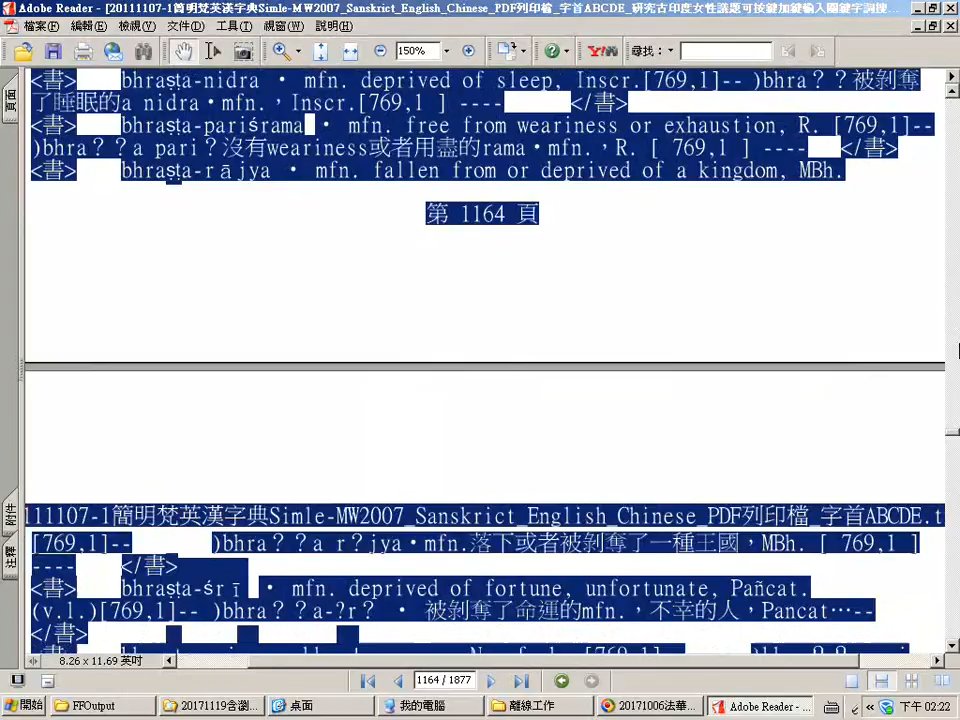 Adobe Reader - [20111107-1簡明梵英漢字典Simle-MW2007_Sanskrict_English_Chinese_PDF列印檔_字首ABCDE_研究古印度女性議題可按鍵加鍵輸入關鍵字詞搜...
檔案(F) 編輯(E) 檢視(V) 文件(D) 工具(T) 視窗(W) 說明(H)
150% 尋找：
頁面
<書> bhraṣṭa-nidra • mfn. deprived of sleep, Inscr.[769,1]-- )bhra？？被剝奪
了睡眠的a nidra•mfn.，Inscr.[769,1 ] ---- </書>
<書> bhraṣṭa-pariśrama • mfn. free from weariness or exhaustion, R. [769,1]--
)bhra？？a pari？沒有weariness或者用盡的rama•mfn.，R. [ 769,1 ] ---- </書>
<書> bhraṣṭa-rājya • mfn. fallen from or deprived of a kingdom, MBh.
第 1164 頁
附件
注釋
111107-1簡明梵英漢字典Simle-MW2007_Sanskrict_English_Chinese_PDF列印檔_字首ABCDE.t
[769,1]-- )bhra？？a r？jya•mfn.落下或者被剝奪了一種王國，MBh. [ 769,1 ]
---- </書>
<書> bhraṣṭa-śrī • mfn. deprived of fortune, unfortunate, Pañcat.
(v.l.)[769,1]-- )bhra？？a-?r？ • 被剝奪了命運的mfn.，不幸的人，Pancat…--
</書>
8.26 x 11.69 英吋
1164 / 1877
開始 FFOutput 20171119含瀏... 桌面 我的電腦 離線工作 20171006法華... Adobe Reader - ... 下午 02:22